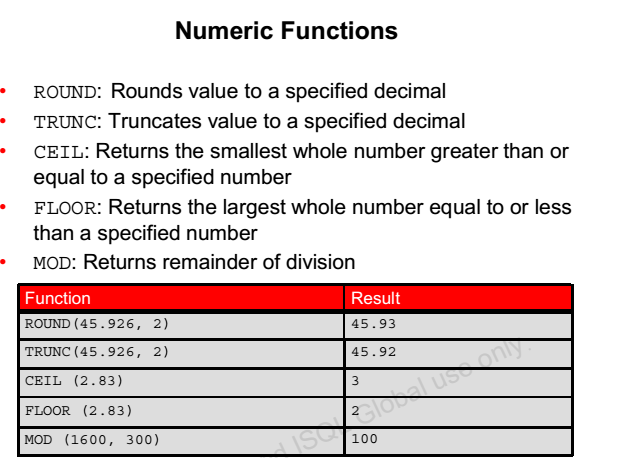 Numeric Functions
• ROUND: Rounds value to a specified decimal
• TRUNC: Truncates value to a specified decimal
• CEIL: Returns the smallest whole number greater than or
equal to a specified number
• FLOOR: Returns the largest whole number equal to or less
than a specified number
• MOD: Returns remainder of division
Function Result
ROUND(45.926, 2) 45.93
TRUNC(45.926, 2) 45.92
CEIL (2.83) 3
FLOOR (2.83) 2
MOD (1600, 300) 100
Global use only.